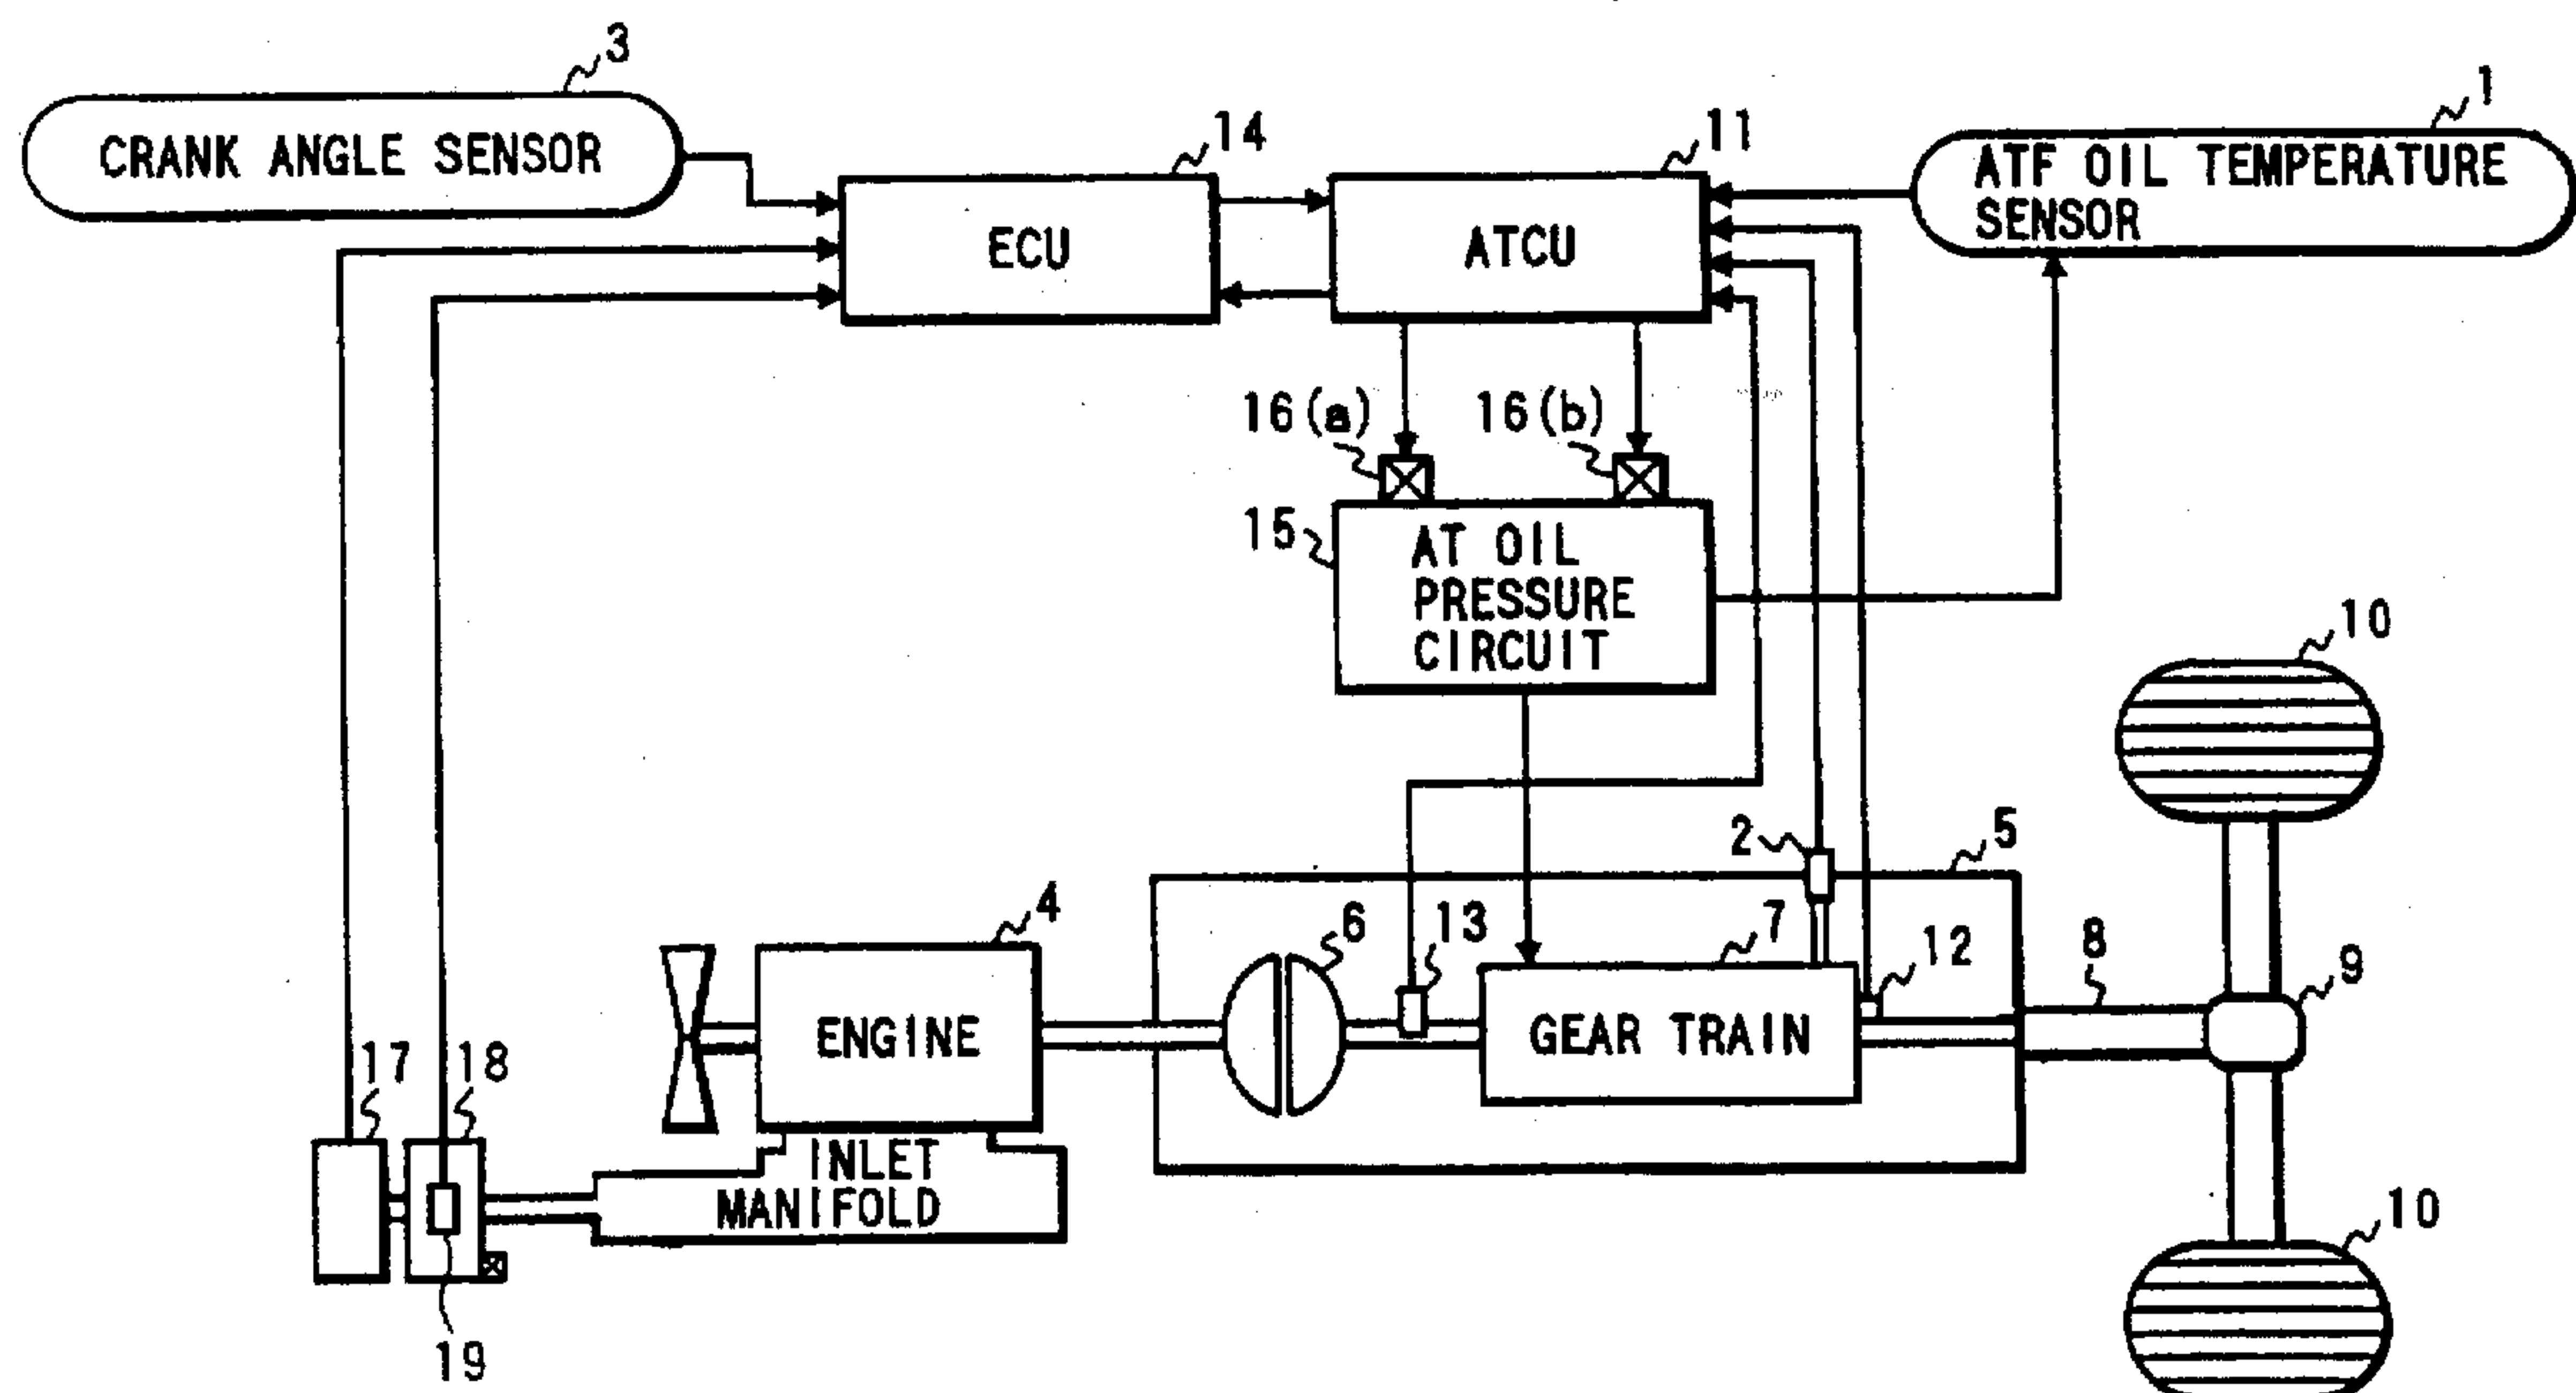 3
CRANK ANGLE SENSOR
14
ECU
11
ATCU
1
ATF OIL TEMPERATURE
SENSOR
16(a)
16(b)
15
AT OIL
PRESSURE
CIRCUIT
10
2
5
4
6
13
7
12
8
9
ENGINE
GEAR TRAIN
17
18
INLET
MANIFOLD
10
19